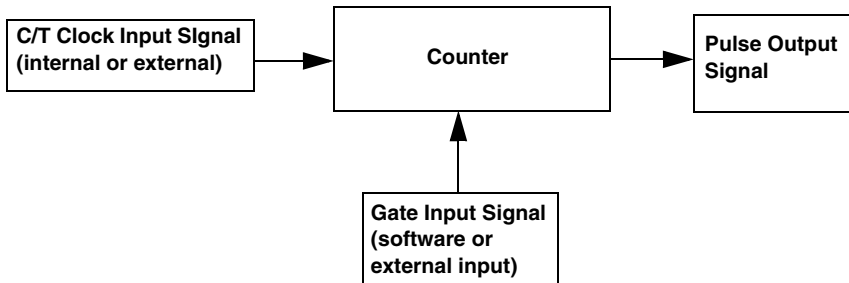 C/T Clock Input SIgnal
(internal or external)
Counter
Pulse Output
Signal
Gate Input Signal
(software or
external input)